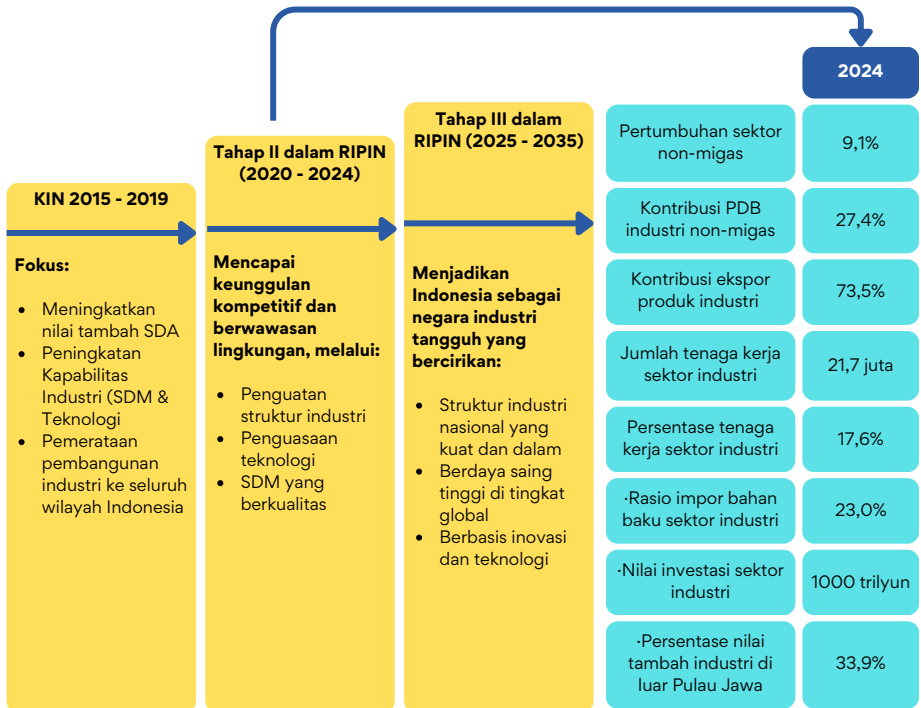 KIN 2015 - 2019
Fokus:
• Meningkatkan
nilai tambah SDA
• Peningkatan
Kapabilitas
Industri (SDM &
Teknologi
• Pemerataan
pembangunan
industri ke seluruh
wilayah Indonesia
Tahap II dalam RIPIN
(2020 - 2024)
Mencapai
keunggulan
kompetitif dan
berwawasan
lingkungan, melalui:
• Penguatan
struktur industri
• Penguasaan
teknologi
• SDM yang
berkualitas
Tahap III dalam
RIPIN (2025 - 2035)
Menjadikan
Indonesia sebagai
negara industri
tangguh yang
bercirikan:
• Struktur industri
nasional yang
kuat dan dalam
• Berdaya saing
tinggi di tingkat
global
• Berbasis inovasi
dan teknologi
2024
Pertumbuhan sektor
non-migas
9,1%
Kontribusi PDB
industri non-migas
27,4%
Kontribusi ekspor
produk industri
73,5%
Jumlah tenaga kerja
sektor industri
21,7 juta
Persentase tenaga
kerja sektor industri
17,6%
·Rasio impor bahan
baku sektor industri
23,0%
·Nilai investasi sektor
industri
1000 trilyun
·Persentase nilai
tambah industri di
luar Pulau Jawa
33,9%